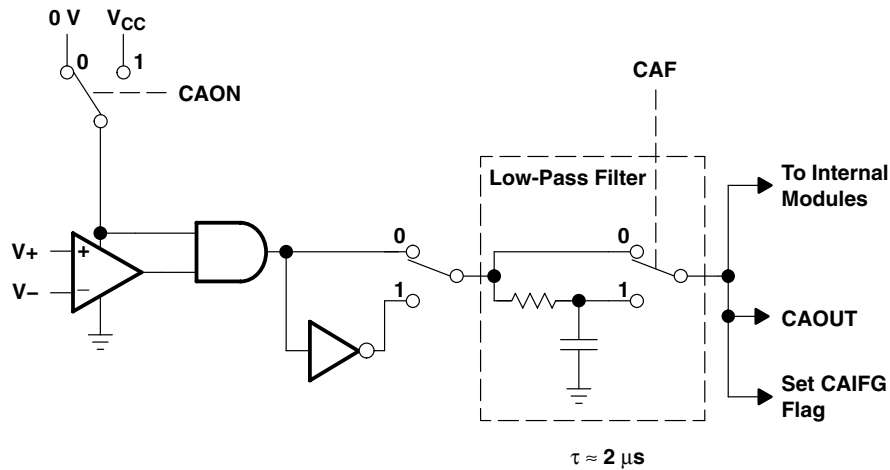 0 V VCC
0 1
CAON
CAF
Low-Pass Filter
To Internal
Modules
V+ +
V− −
0 0
1 1
CAOUT
Set CAIFG
Flag
τ ≈ 2 μs